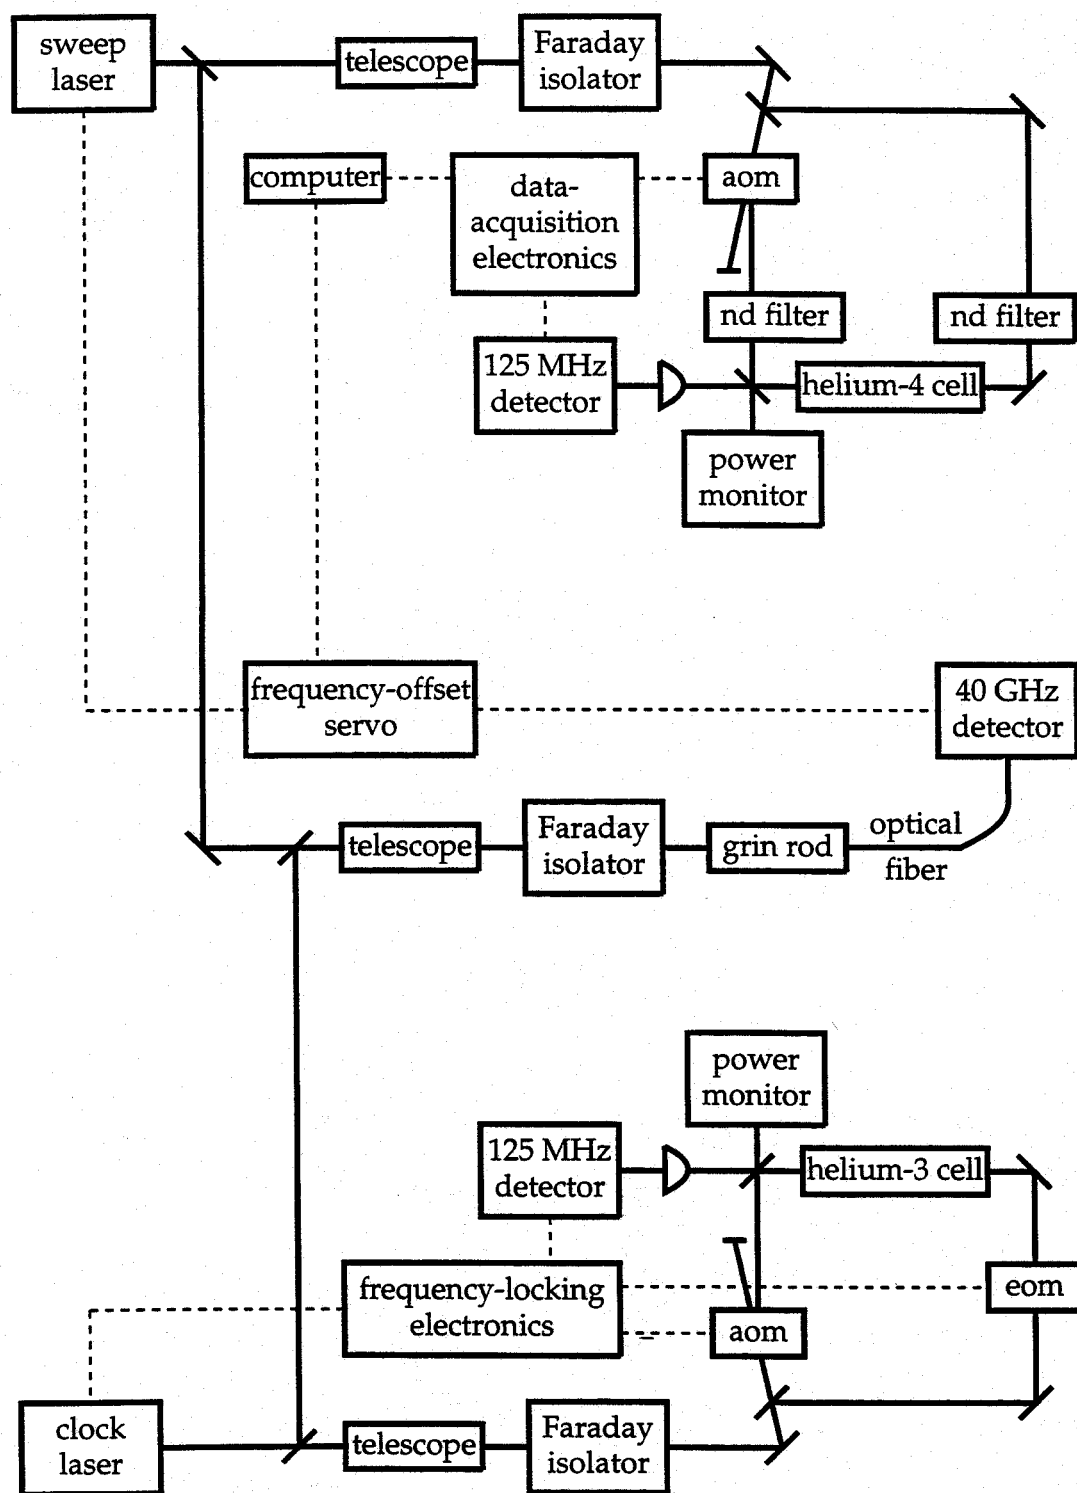 sweep
laser
telescope
Faraday
isolator
computer
data-
acquisition
electronics
aom
nd filter
nd filter
125 MHz
detector
helium-4 cell
power
monitor
frequency-offset
servo
40 GHz
detector
telescope
Faraday
isolator
grin rod
optical
fiber
power
monitor
125 MHz
detector
helium-3 cell
frequency-locking
electronics
aom
eom
clock
laser
telescope
Faraday
isolator